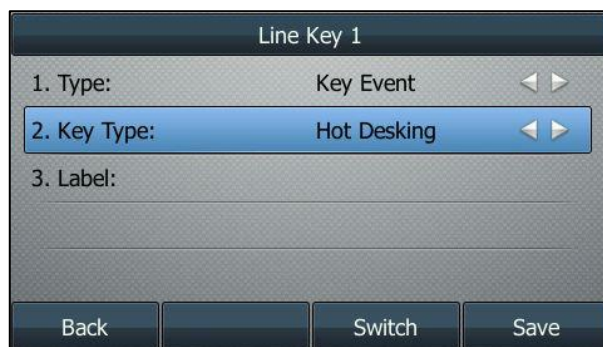 Line Key 1
1. Type: Key Event
2. Key Type: Hot Desking
3. Label:
Back Switch Save